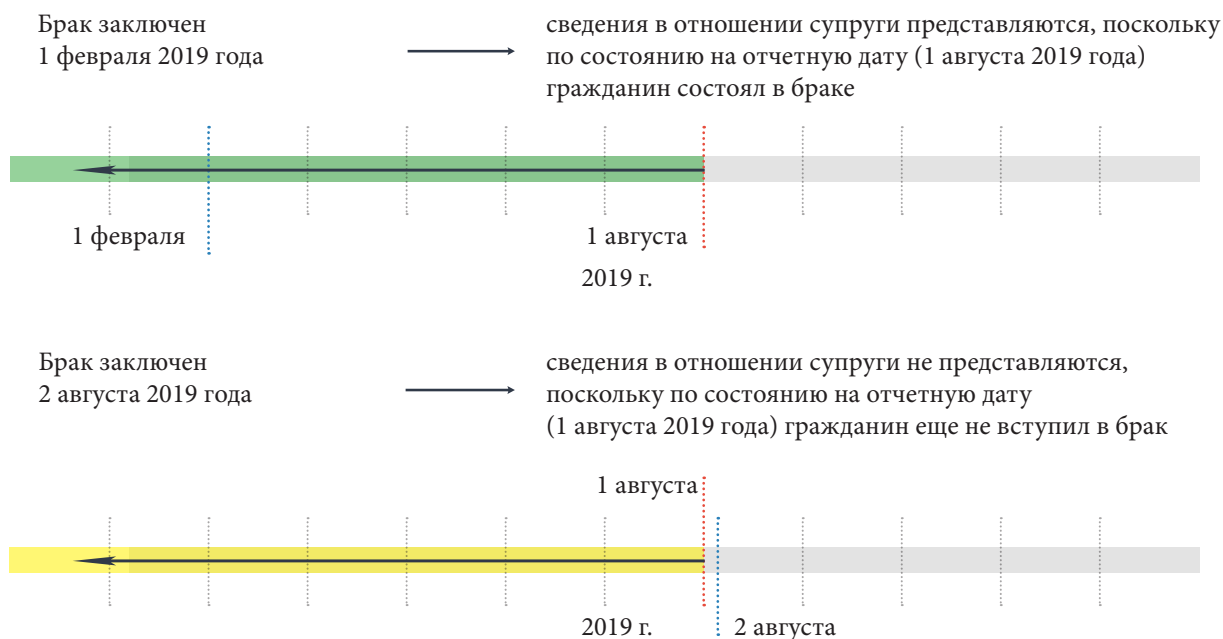 Брак заключен
1 февраля 2019 года
сведения в отношении супруги представляются, поскольку
по состоянию на отчетную дату (1 августа 2019 года)
гражданин состоял в браке
1 февраля
1 августа
2019 г.
Брак заключен
2 августа 2019 года
сведения в отношении супруги не представляются,
поскольку по состоянию на отчетную дату
(1 августа 2019 года) гражданин еще не вступил в брак
1 августа
2019 г.
2 августа